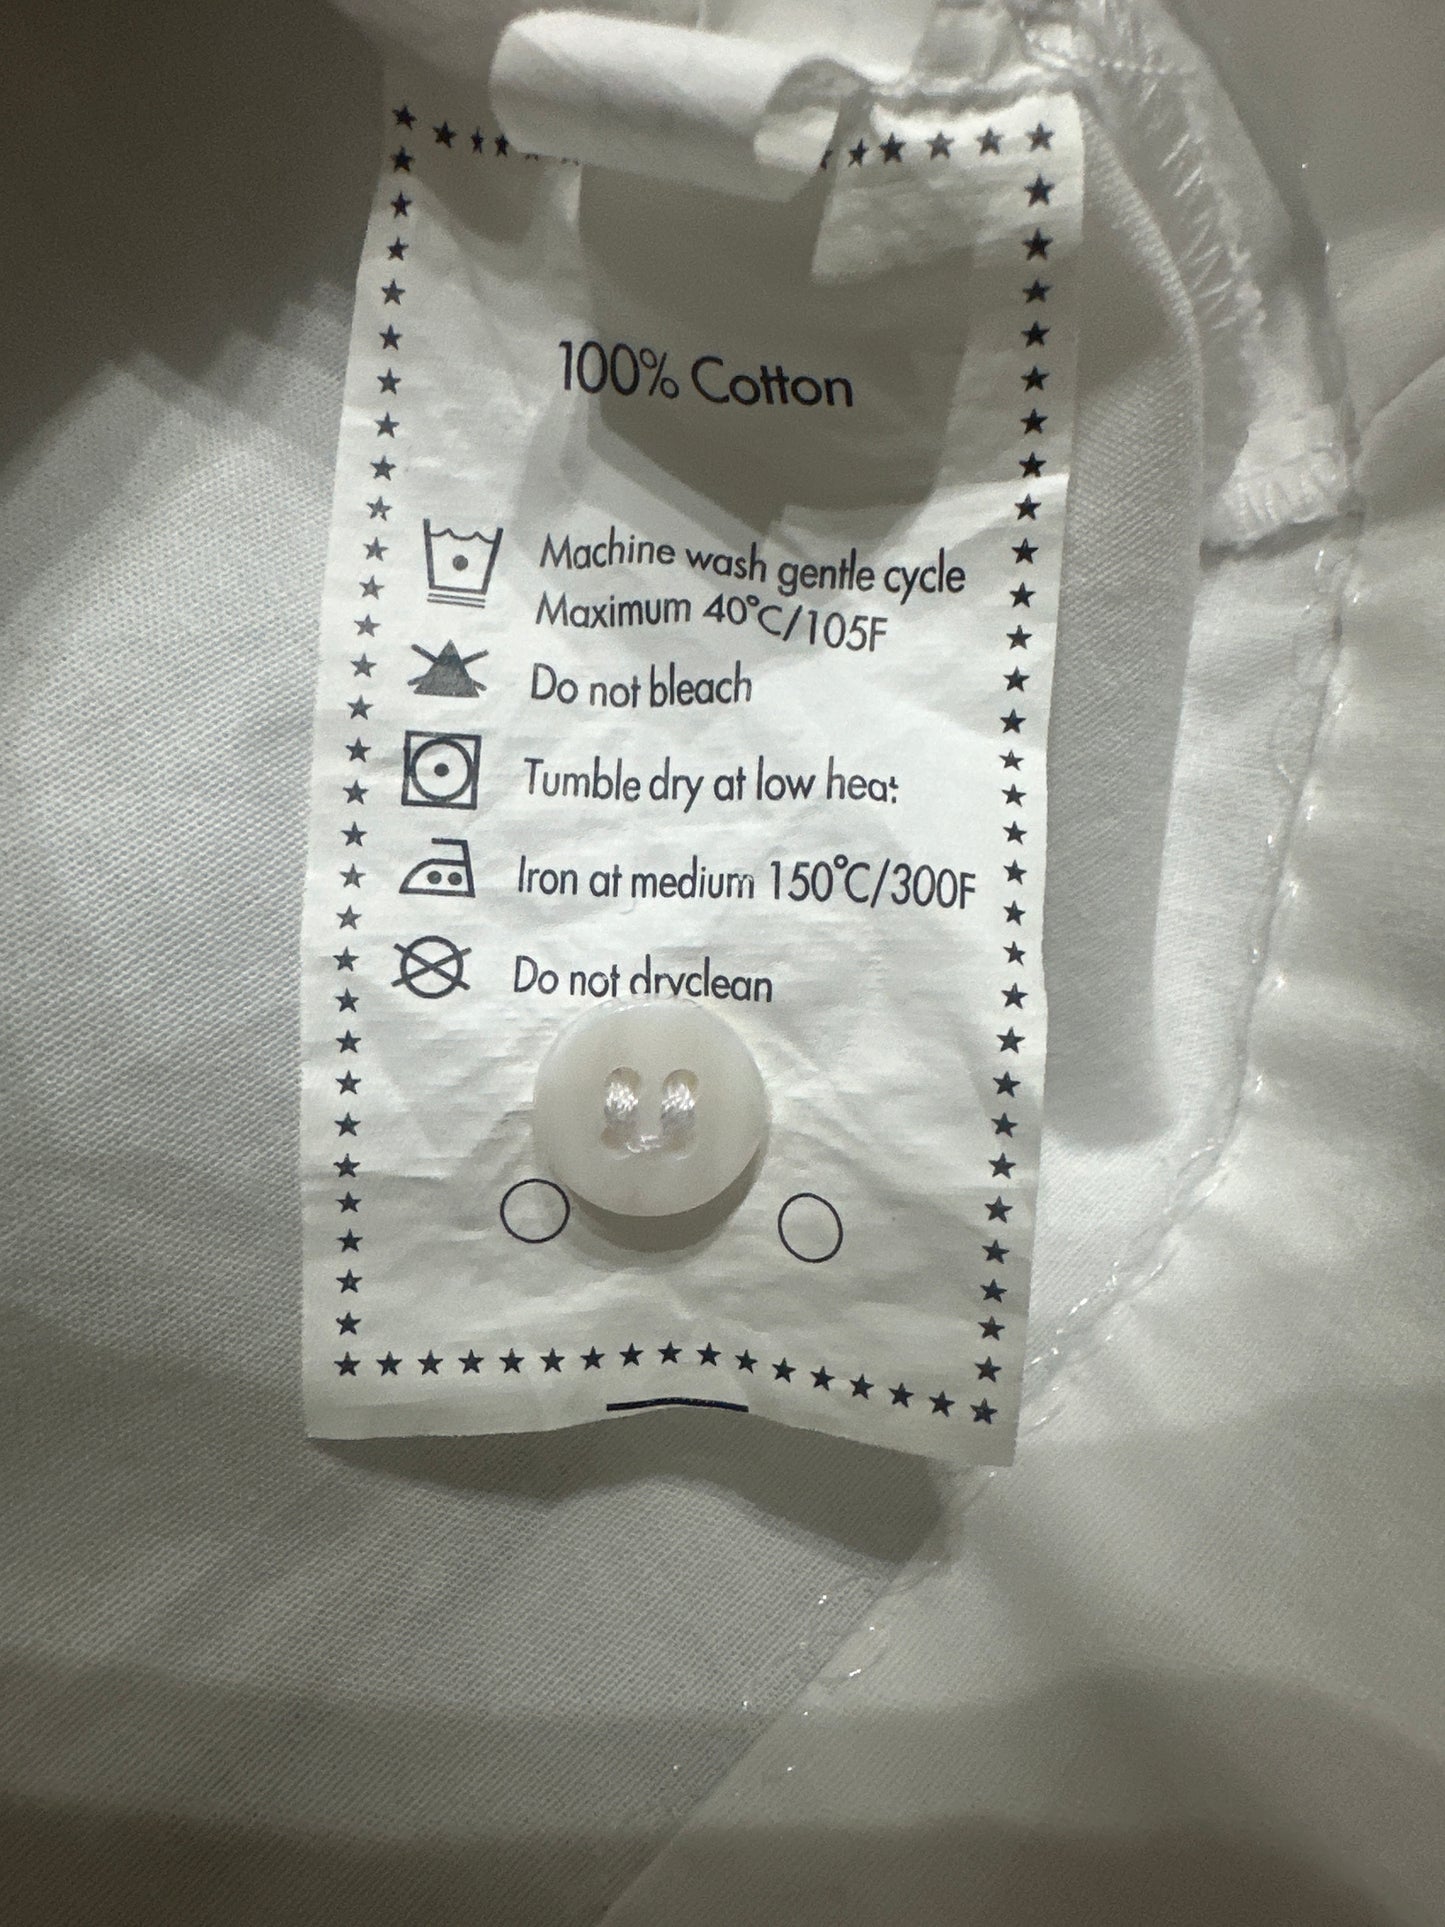 100% Cotton
Machine wash gentle cycle
Maximum 40°C/105F
Do not bleach
Tumble dry at low heat
Iron at medium 150°C/300F
Do not dryclean